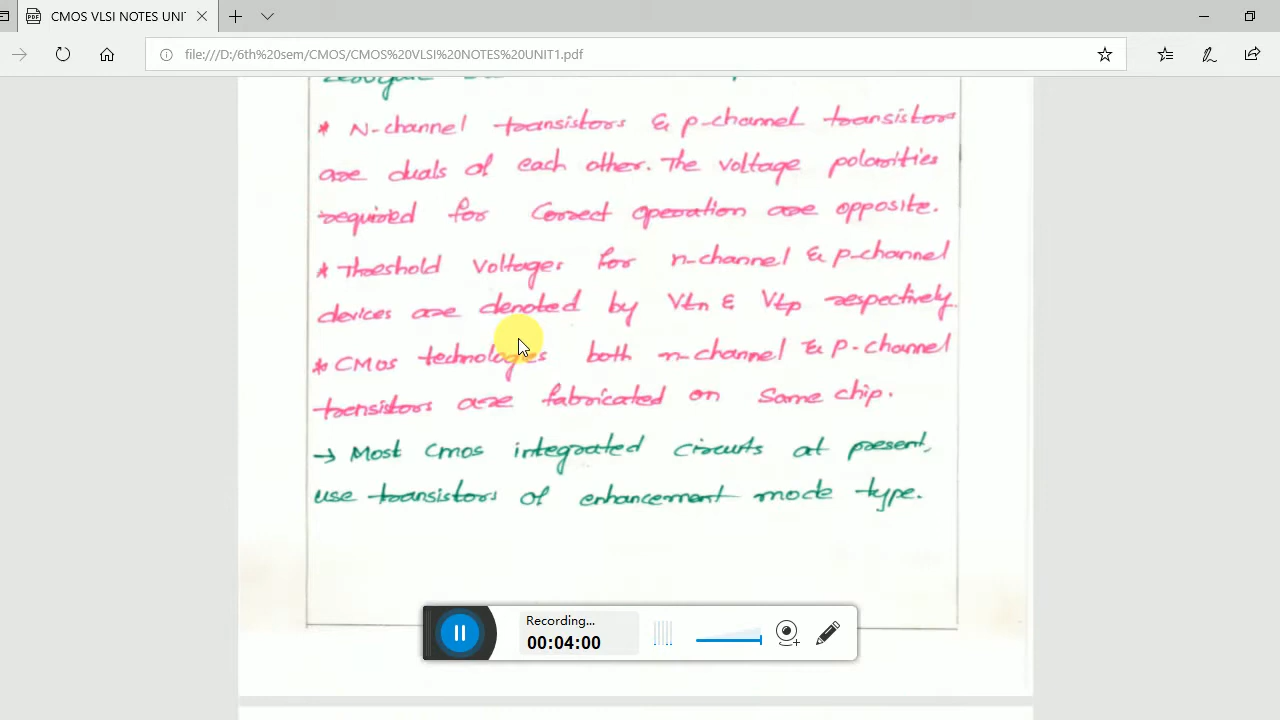 CMOS VLSI NOTES UNIT
file:///D:/6th%20sem/CMOS/CMOS%20VLSI%20NOTES%20UNIT1.pdf
* N-channel transistors & p-channel transistors
are duals of each other. The voltage polarities
required for correct operation are opposite.
* Threshold voltages for n-channel & p-channel
devices are denoted by Vtn & Vtp respectively.
* CMOS technologies both n-channel & P-channel
transistors are fabricated on same chip.
→ Most CMOS integrated circuits at present,
use transistors of enhancement mode type.
Recording...
00:04:00